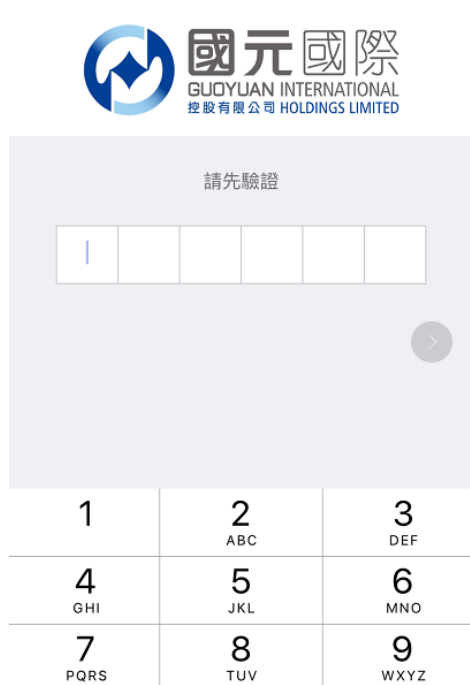 國元國際
GUOYUAN INTERNATIONAL
控股有限公司 HOLDINGS LIMITED
請先驗證
1 2 3
ABC DEF
4 5 6
GHI JKL MNO
7 8 9
PQRS TUV WXYZ